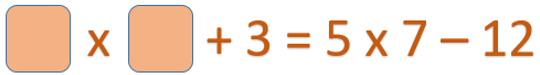 x + 3 = 5 x 7 – 12